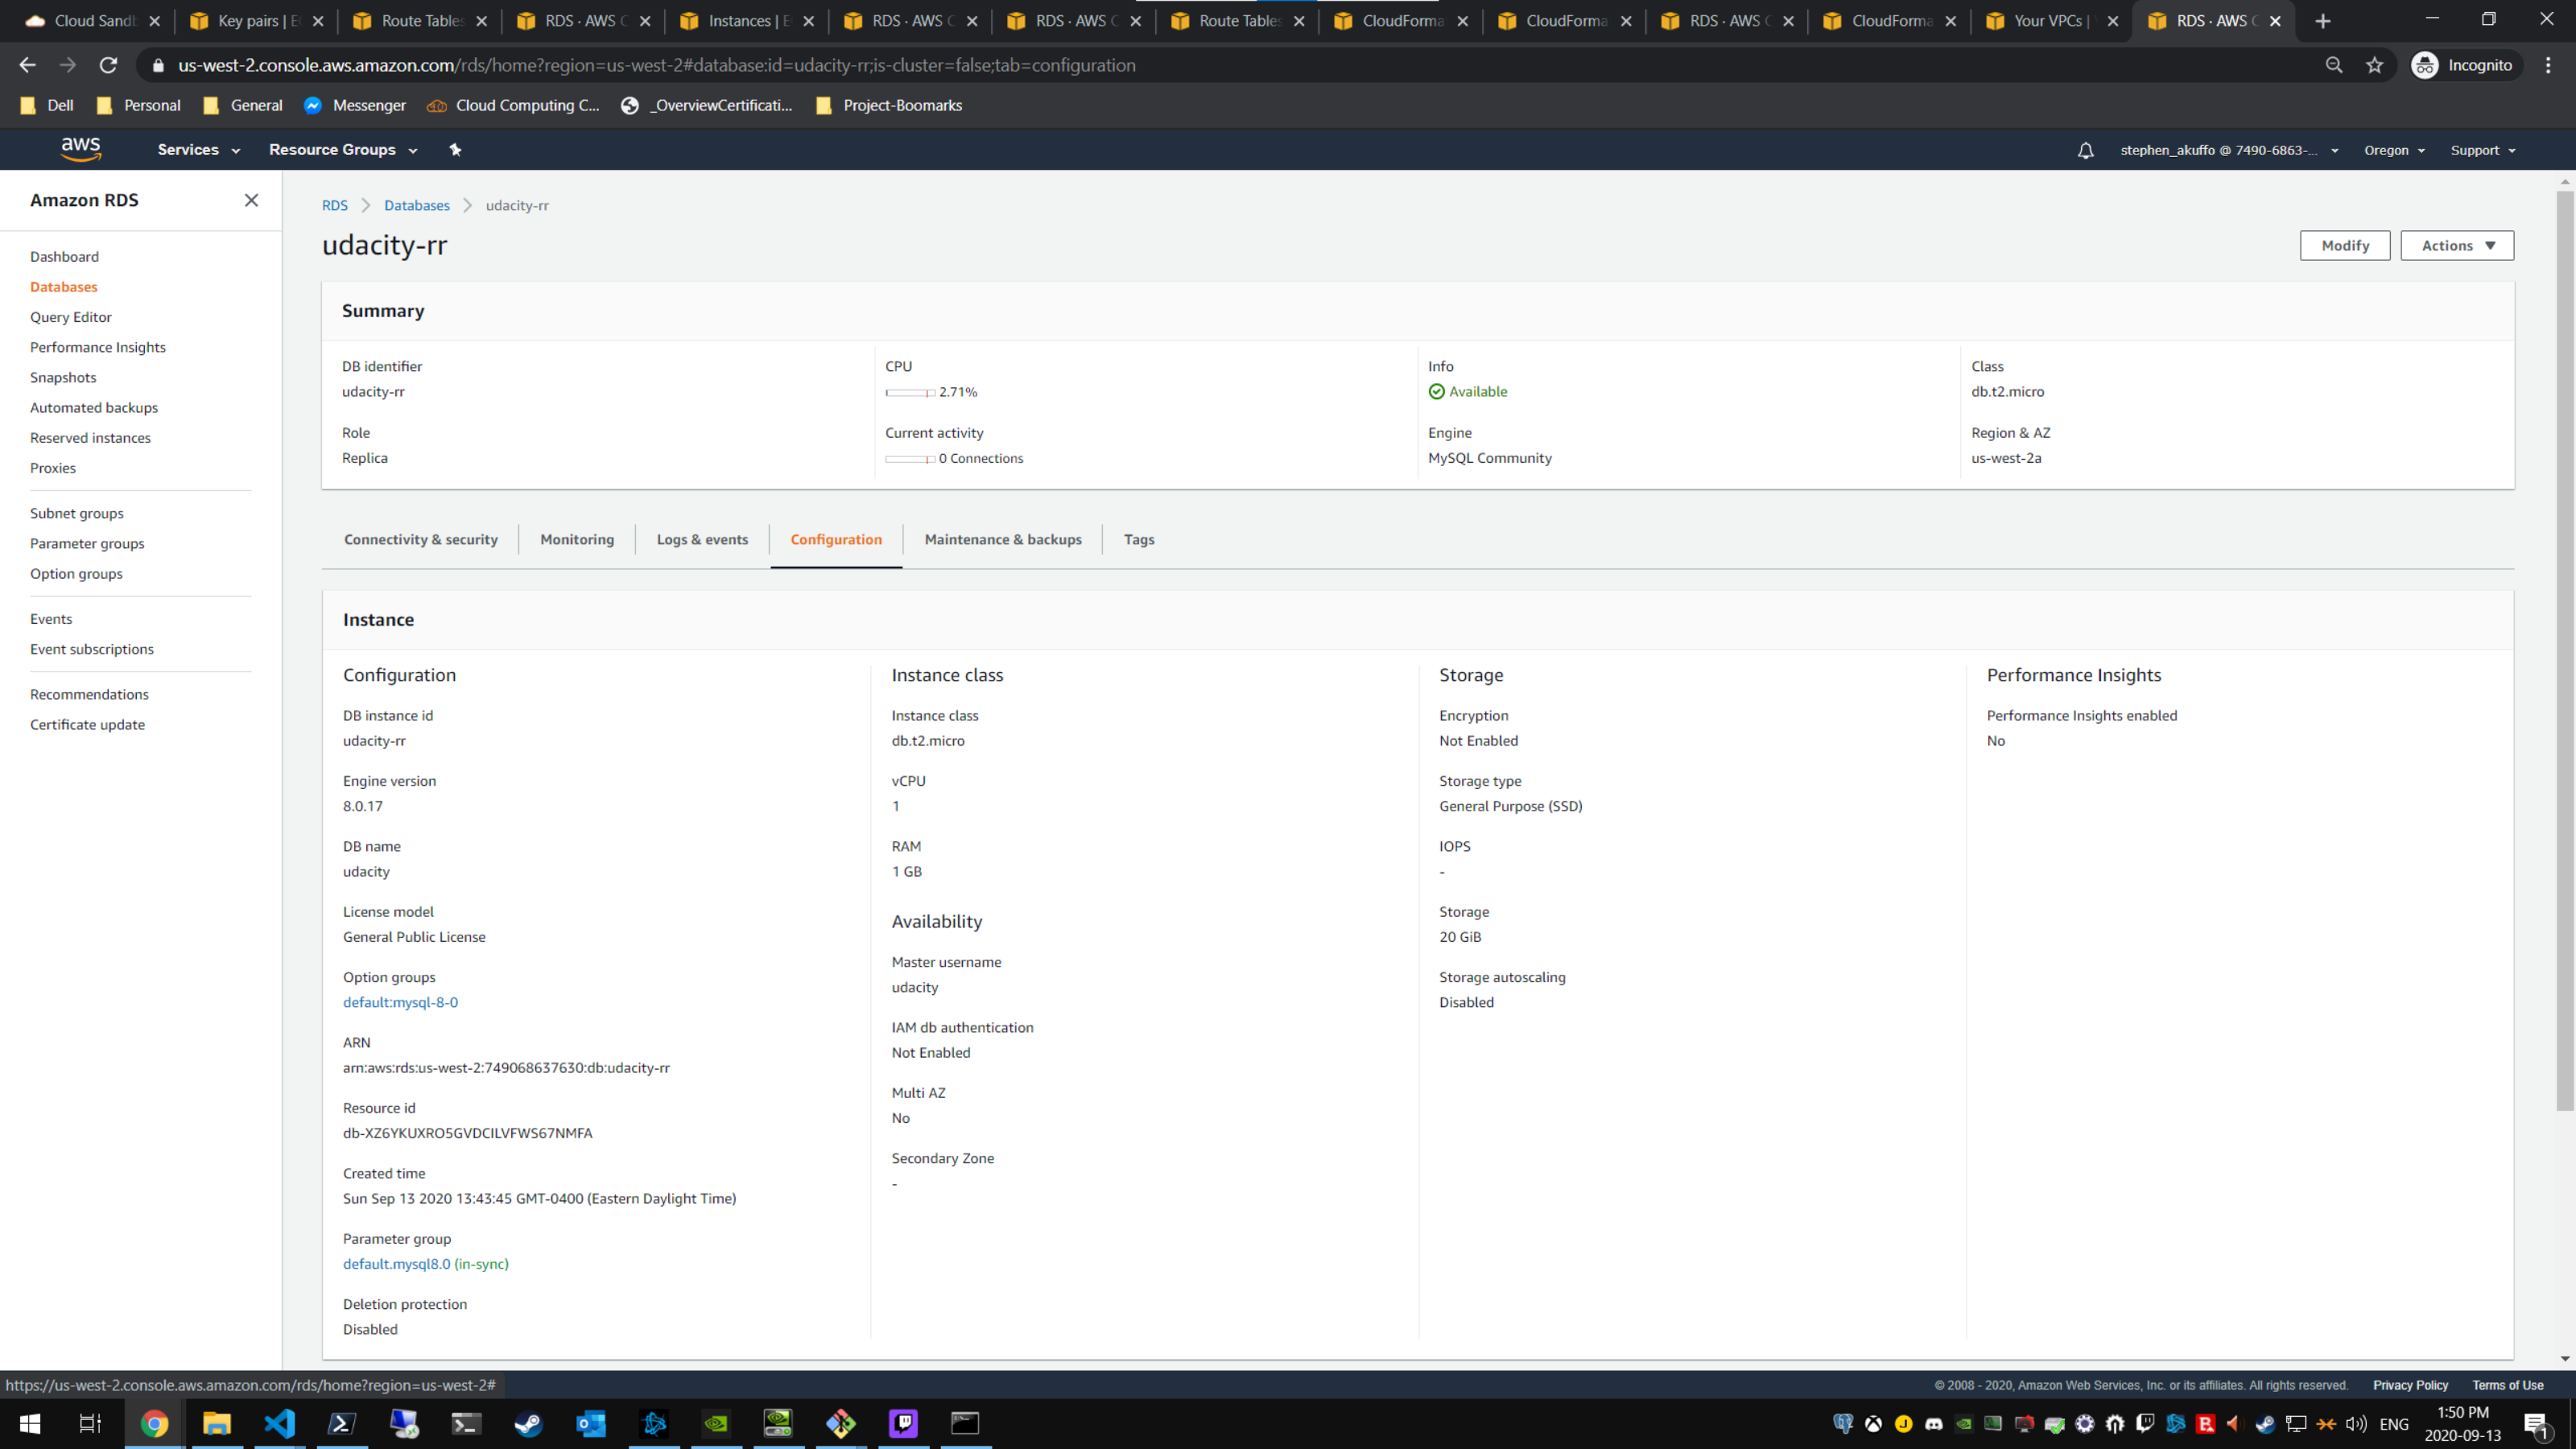 Cloud Sandb
Key pairs | E
Route Tables
RDS · AWS C
Instances | E
RDS · AWS C
RDS · AWS C
Route Tables
CloudForma
CloudForma
RDS · AWS C
CloudForma
Your VPCs |
RDS · AWS C
us-west-2.console.aws.amazon.com/rds/home?region=us-west-2#database:id=udacity-rr;is-cluster=false;tab=configuration
Incognito
Dell
Personal
General
Messenger
Cloud Computing C...
_OverviewCertificati...
Project-Boomarks
aws
Services
Resource Groups
stephen_akuffo @ 7490-6863-...
Oregon
Support
Amazon RDS
Dashboard
Databases
Query Editor
Performance Insights
Snapshots
Automated backups
Reserved instances
Proxies
Subnet groups
Parameter groups
Option groups
Events
Event subscriptions
Recommendations
Certificate update
RDS
Databases
udacity-rr
udacity-rr
Modify
Actions
Summary
DB identifier
udacity-rr
CPU
2.71%
Info
Available
Class
db.t2.micro
Role
Replica
Current activity
0 Connections
Engine
MySQL Community
Region & AZ
us-west-2a
Connectivity & security
Monitoring
Logs & events
Configuration
Maintenance & backups
Tags
Instance
Configuration
DB instance id
udacity-rr
Engine version
8.0.17
DB name
udacity
License model
General Public License
Option groups
default:mysql-8-0
ARN
arn:aws:rds:us-west-2:749068637630:db:udacity-rr
Resource id
db-XZ6YKUXRO5GVDCILVFWS67NMFA
Created time
Sun Sep 13 2020 13:43:45 GMT-0400 (Eastern Daylight Time)
Parameter group
default.mysql8.0 (in-sync)
Deletion protection
Disabled
Instance class
Instance class
db.t2.micro
vCPU
1
RAM
1 GB
Availability
Master username
udacity
IAM db authentication
Not Enabled
Multi AZ
No
Secondary Zone
-
Storage
Encryption
Not Enabled
Storage type
General Purpose (SSD)
IOPS
-
Storage
20 GiB
Storage autoscaling
Disabled
Performance Insights
Performance Insights enabled
No
https://us-west-2.console.aws.amazon.com/rds/home?region=us-west-2#
© 2008 - 2020, Amazon Web Services, Inc. or its affiliates. All rights reserved.
Privacy Policy
Terms of Use
ENG
1:50 PM
2020-09-13
1